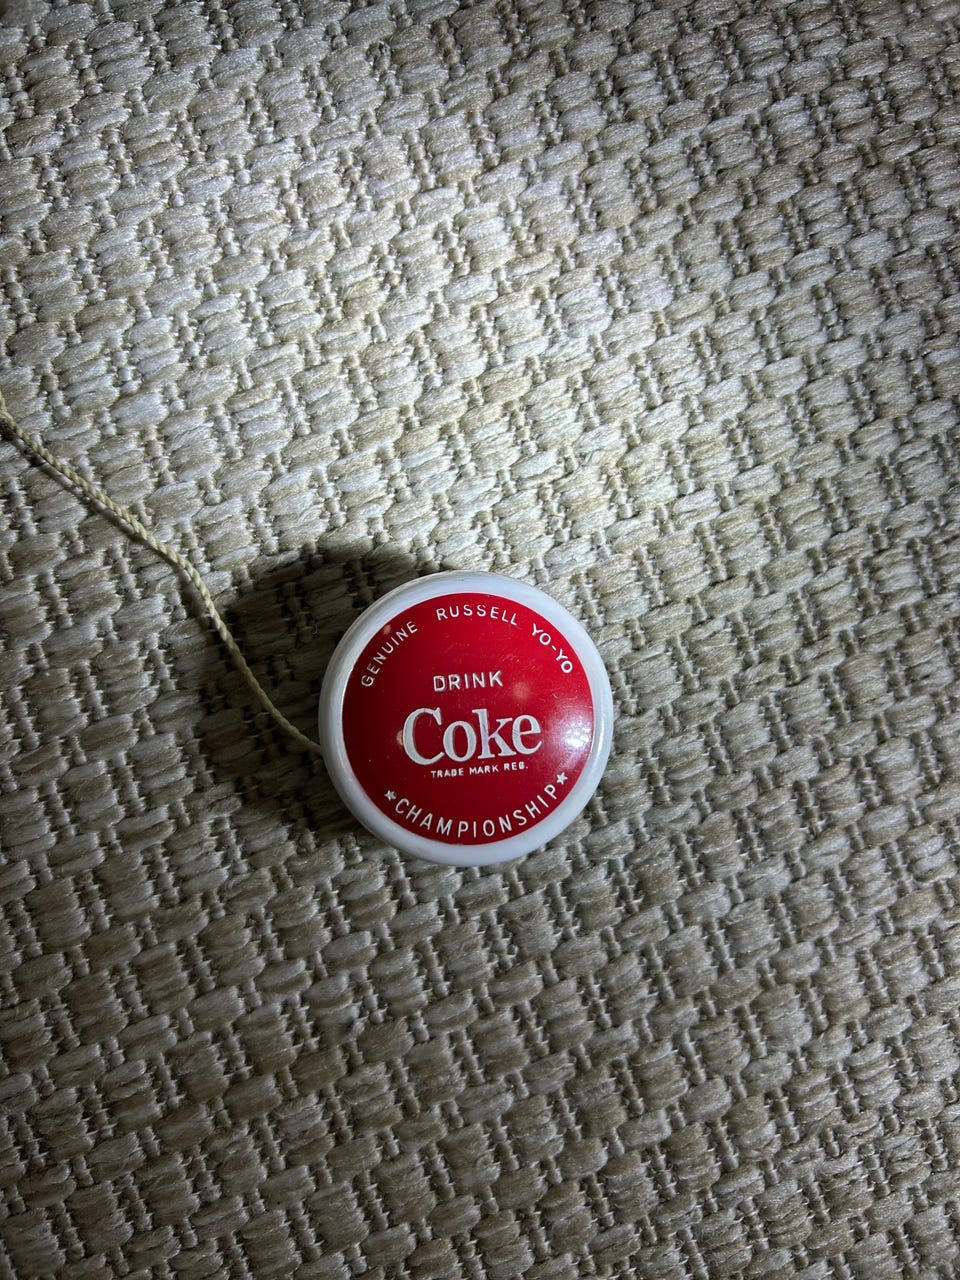 GENUINE RUSSELL YO-YO
DRINK
Coke
TRADE MARK REG.
★CHAMPIONSHIP★